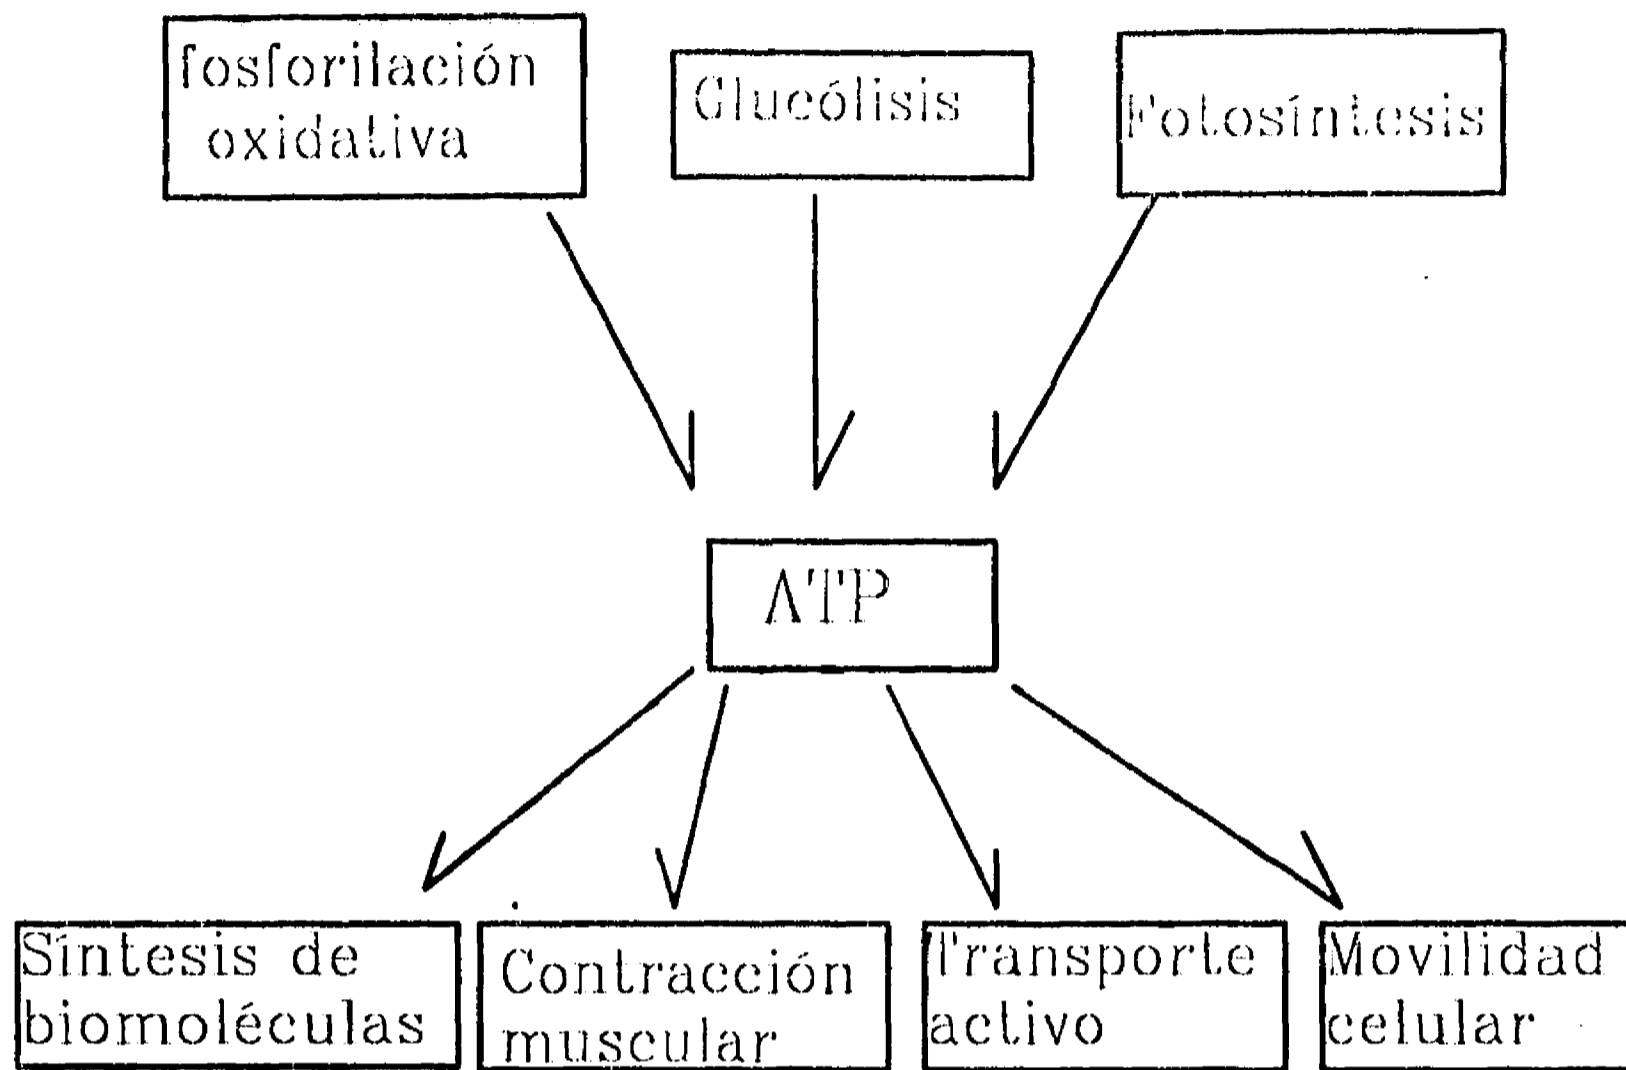 fosforilación
oxidativa
Glucólisis
Fotosíntesis
ATP
Síntesis de
biomoléculas
Contracción
muscular
Transporte
activo
Movilidad
celular